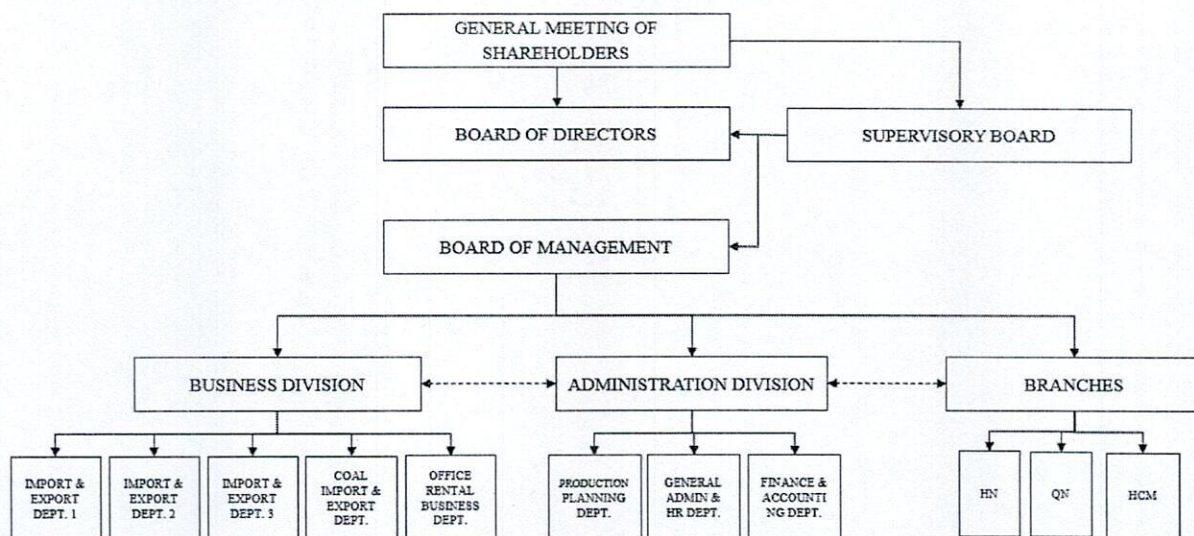 GENERAL MEETING OF
SHAREHOLDERS
BOARD OF DIRECTORS
SUPERVISORY BOARD
BOARD OF MANAGEMENT
BUSINESS DIVISION
ADMINISTRATION DIVISION
BRANCHES
IMPORT &
EXPORT
DEPT. 1
IMPORT &
EXPORT
DEPT. 2
IMPORT &
EXPORT
DEPT. 3
COAL
IMPORT &
EXPORT
DEPT.
OFFICE
RENTAL
BUSINESS
DEPT.
PRODUCTION
PLANNING
DEPT.
GENERAL
ADMIN &
HR DEPT.
FINANCE &
ACCOUNTI
NG DEPT.
HN
QN
HCM